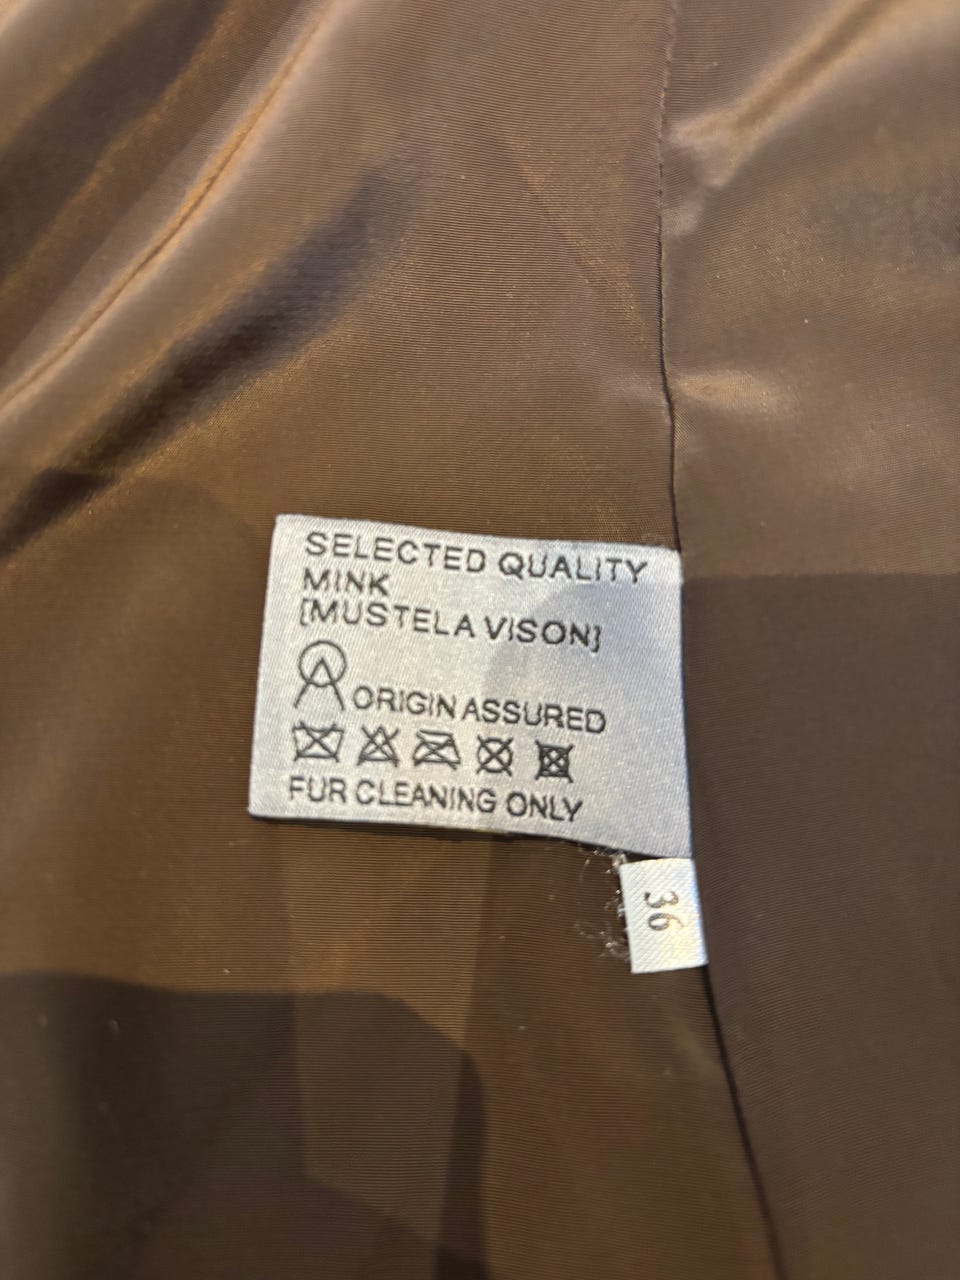 SELECTED QUALITY
MINK
[MUSTELA VISON]
ORIGIN ASSURED
FUR CLEANING ONLY
36